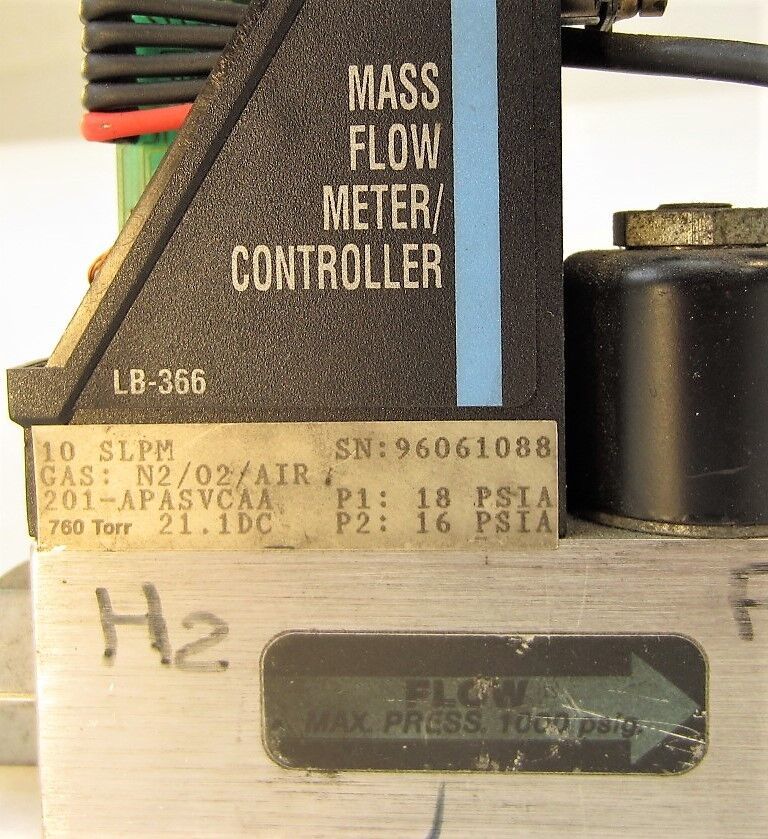 MASS
FLOW
METER/
CONTROLLER
LB-366
10 SLPM SN:96061088
GAS: N2/O2/AIR
201-APASVCAA P1: 18 PSIA
760 Torr 21.1DC P2: 16 PSIA
H2
FLOW
MAX. PRESS. 1000 psig.